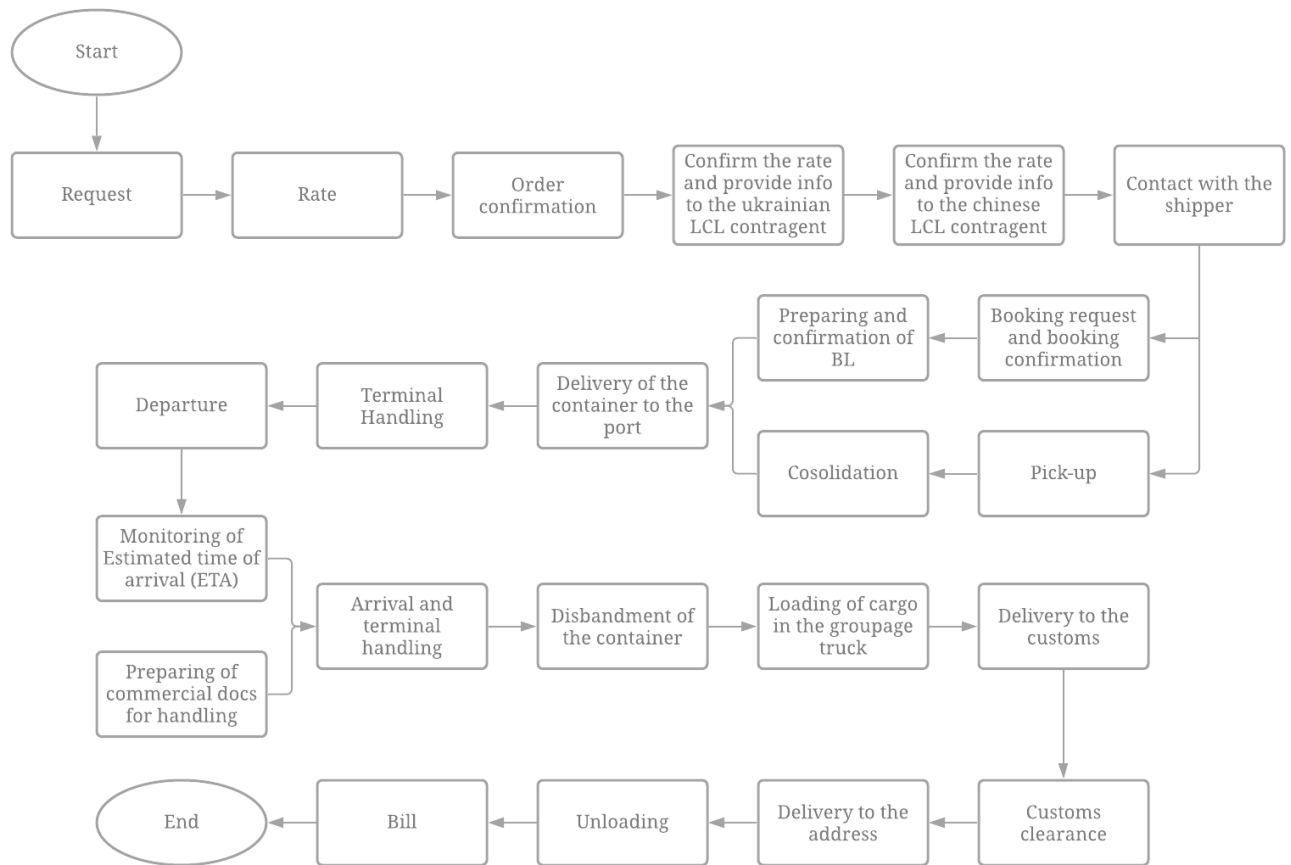 Start
Request
Rate
Order
confirmation
Confirm the rate
and provide info
to the ukrainian
LCL contragent
Confirm the rate
and provide info
to the chinese
LCL contragent
Contact with the
shipper
Preparing and
confirmation of
BL
Booking request
and booking
confirmation
Departure
Terminal
Handling
Delivery of the
container to the
port
Cosolidation
Pick-up
Monitoring of
Estimated time of
arrival (ETA)
Preparing of
commercial docs
for handling
Arrival and
terminal
handling
Disbandment of
the container
Loading of cargo
in the groupage
truck
Delivery to the
customs
End
Bill
Unloading
Delivery to the
address
Customs
clearance